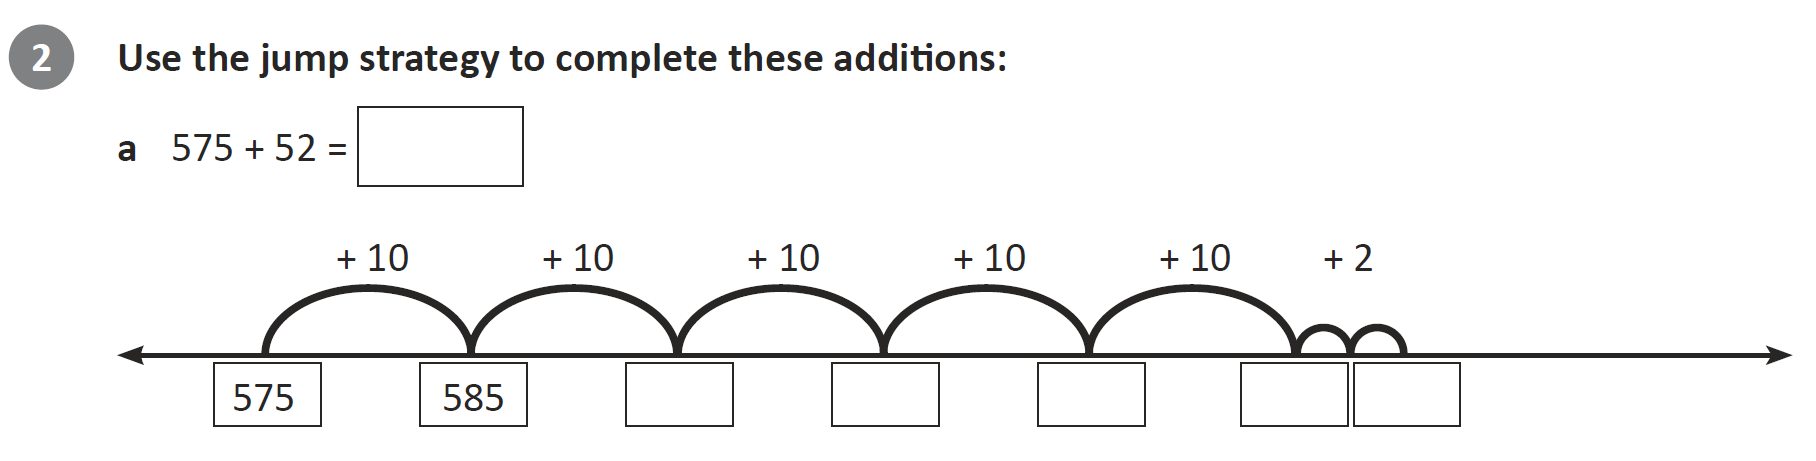 2 Use the jump strategy to complete these additions:
a 575 + 52 =
+ 10 + 10 + 10 + 10 + 10 + 2
575 585